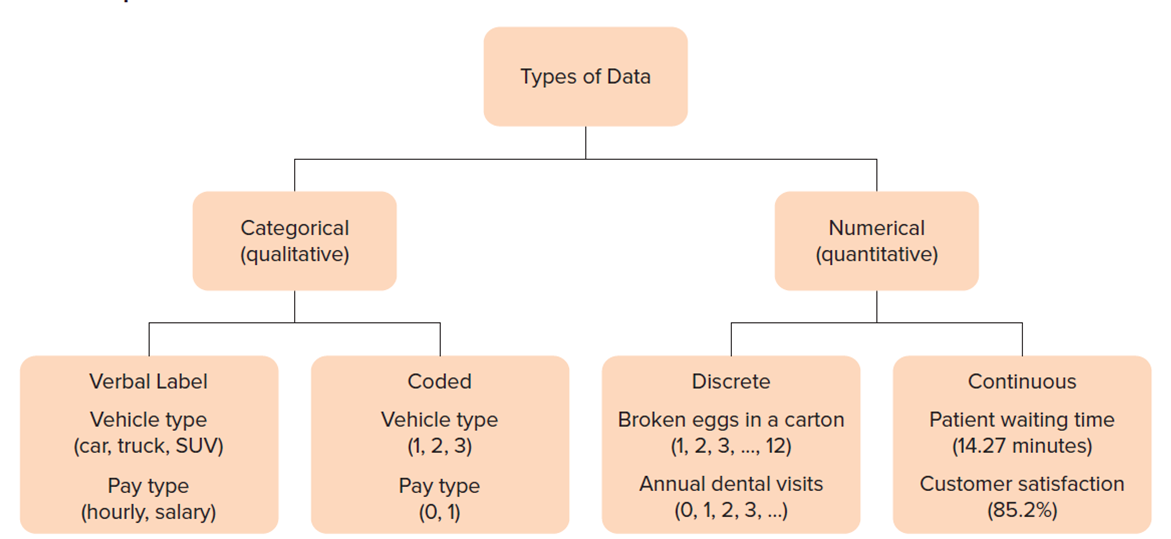 Types of Data
Categorical
(qualitative)
Numerical
(quantitative)
Verbal Label
Vehicle type
(car, truck, SUV)
Pay type
(hourly, salary)
Coded
Vehicle type
(1, 2, 3)
Pay type
(0, 1)
Discrete
Broken eggs in a carton
(1, 2, 3, ..., 12)
Annual dental visits
(0, 1, 2, 3, ...)
Continuous
Patient waiting time
(14.27 minutes)
Customer satisfaction
(85.2%)